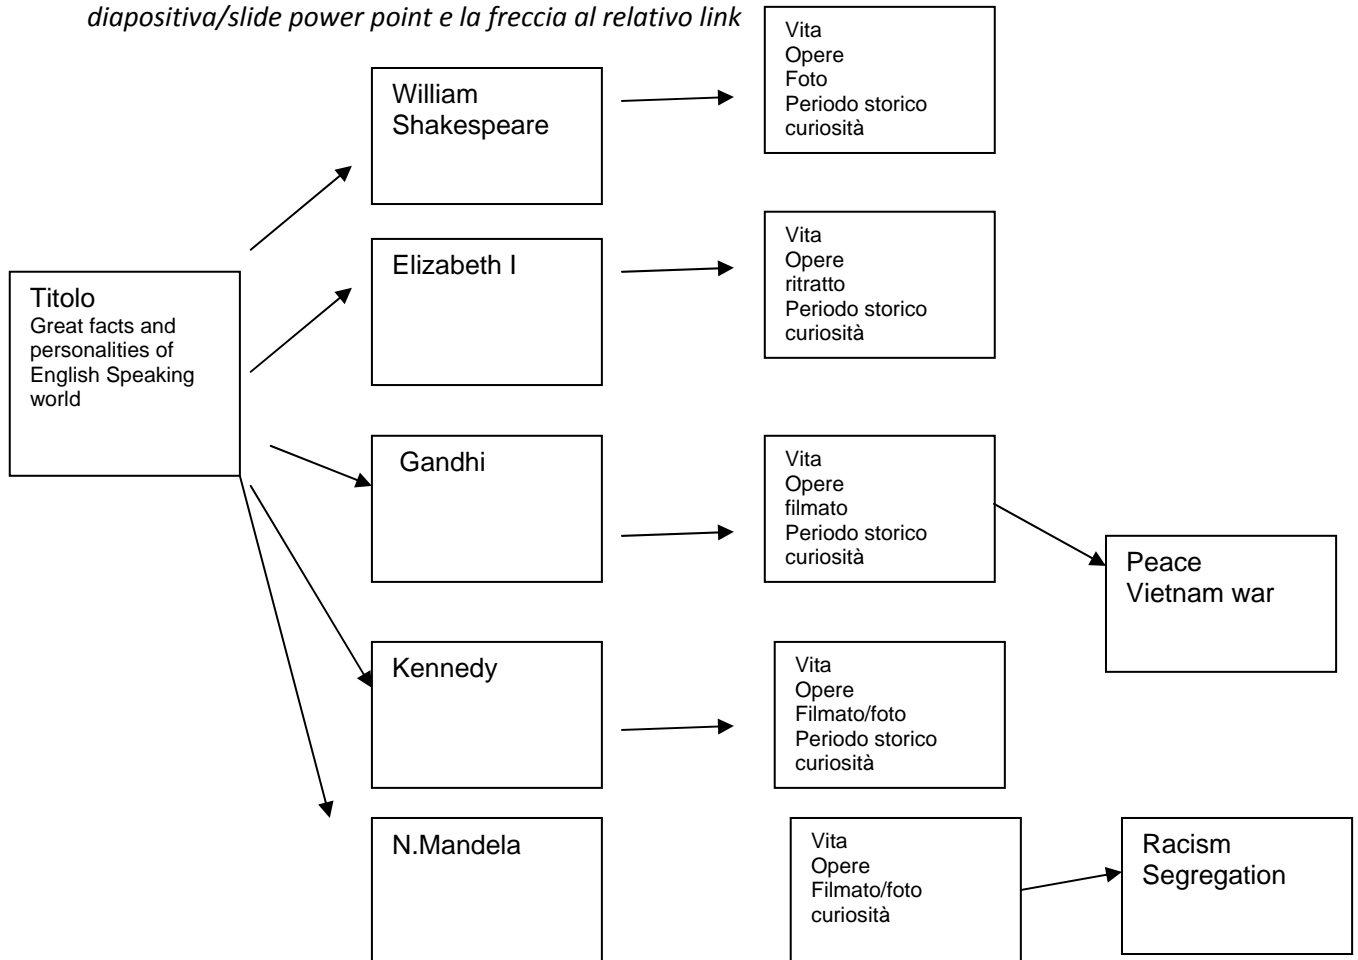 diapositiva/slide power point e la freccia al relativo link
Titolo
Great facts and
personalities of
English Speaking
world
William
Shakespeare
Vita
Opere
Foto
Periodo storico
curiosità
Elizabeth I
Vita
Opere
ritratto
Periodo storico
curiosità
Gandhi
Vita
Opere
filmato
Periodo storico
curiosità
Peace
Vietnam war
Kennedy
Vita
Opere
Filmato/foto
Periodo storico
curiosità
N.Mandela
Vita
Opere
Filmato/foto
curiosità
Racism
Segregation